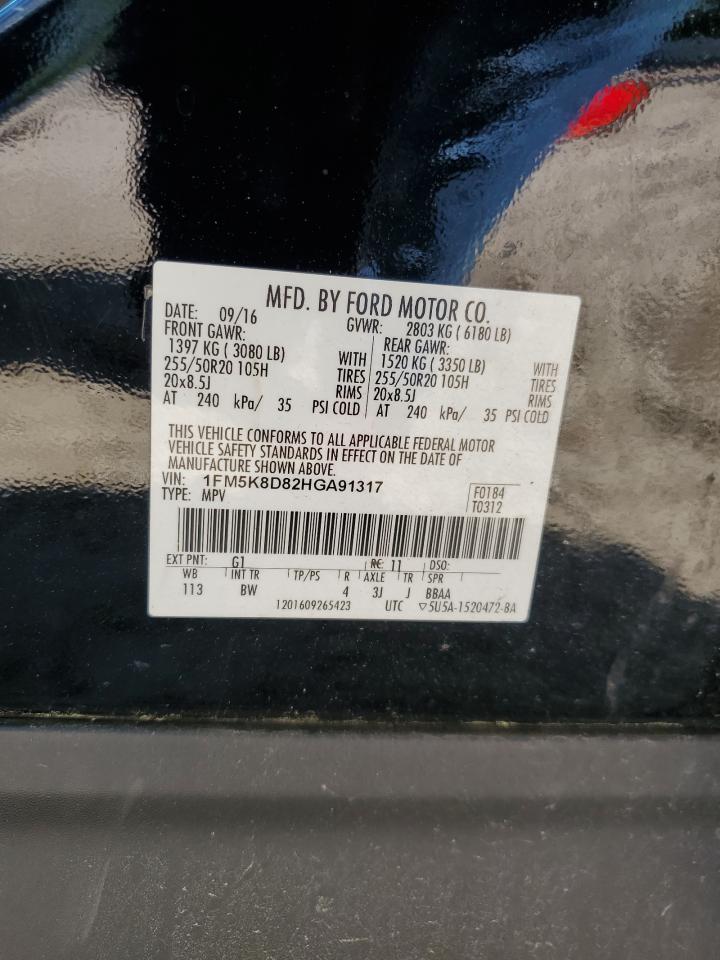 MFD. BY FORD MOTOR CO.
DATE: 09/16 GVWR: 2803 KG ( 6180 LB)
FRONT GAWR: REAR GAWR:
1397 KG ( 3080 LB) WITH 1520 KG ( 3350 LB) WITH
255/50R20 105H TIRES 255/50R20 105H TIRES
20x8.5J RIMS 20x8.5J RIMS
AT 240 kPa/ 35 PSI COLD AT 240 kPa/ 35 PSI COLD
THIS VEHICLE CONFORMS TO ALL APPLICABLE FEDERAL MOTOR
VEHICLE SAFETY STANDARDS IN EFFECT ON THE DATE OF
MANUFACTURE SHOWN ABOVE.
VIN: 1FM5K8D82HGA91317
TYPE: MPV
F0184
T0312
EXT PNT: G1 RC: 11 DSO:
WB INT TR TP/PS R AXLE TR SPR
113 BW 4 3J J BBAA
1201609265423 UTC ▽5U5A-1520472-BA